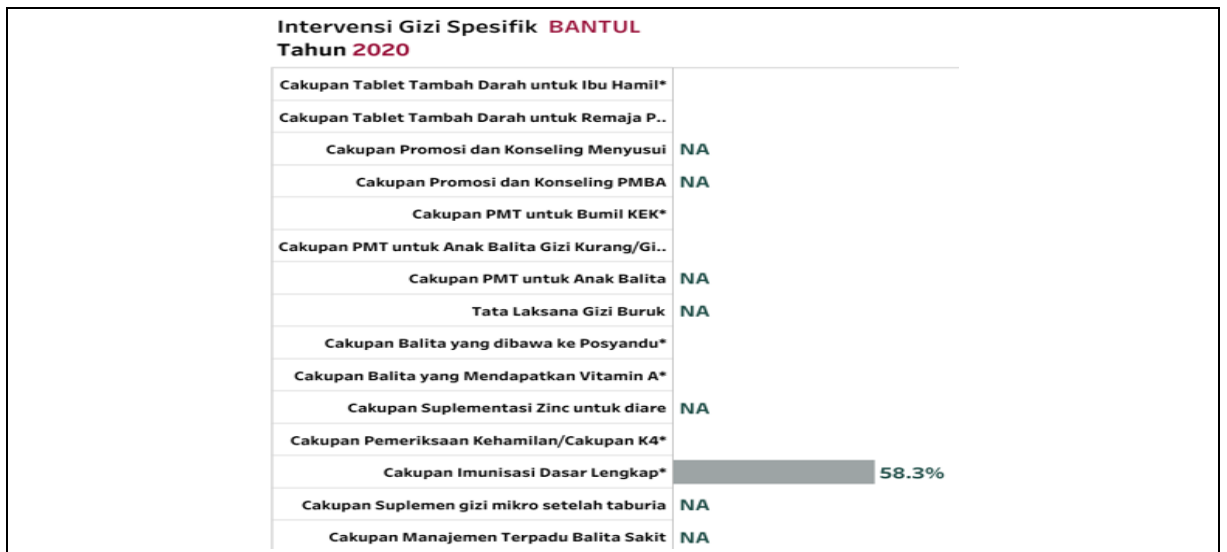 Intervensi Gizi Spesifik BANTUL
Tahun 2020
Cakupan Tablet Tambah Darah untuk Ibu Hamil*
Cakupan Tablet Tambah Darah untuk Remaja P..
Cakupan Promosi dan Konseling Menyusui NA
Cakupan Promosi dan Konseling PMBA NA
Cakupan PMT untuk Bumil KEK*
Cakupan PMT untuk Anak Balita Gizi Kurang/Gi..
Cakupan PMT untuk Anak Balita NA
Tata Laksana Gizi Buruk NA
Cakupan Balita yang dibawa ke Posyandu*
Cakupan Balita yang Mendapatkan Vitamin A*
Cakupan Suplementasi Zinc untuk diare NA
Cakupan Pemeriksaan Kehamilan/Cakupan K4*
Cakupan Imunisasi Dasar Lengkap* 58.3%
Cakupan Suplemen gizi mikro setelah taburia NA
Cakupan Manajemen Terpadu Balita Sakit NA